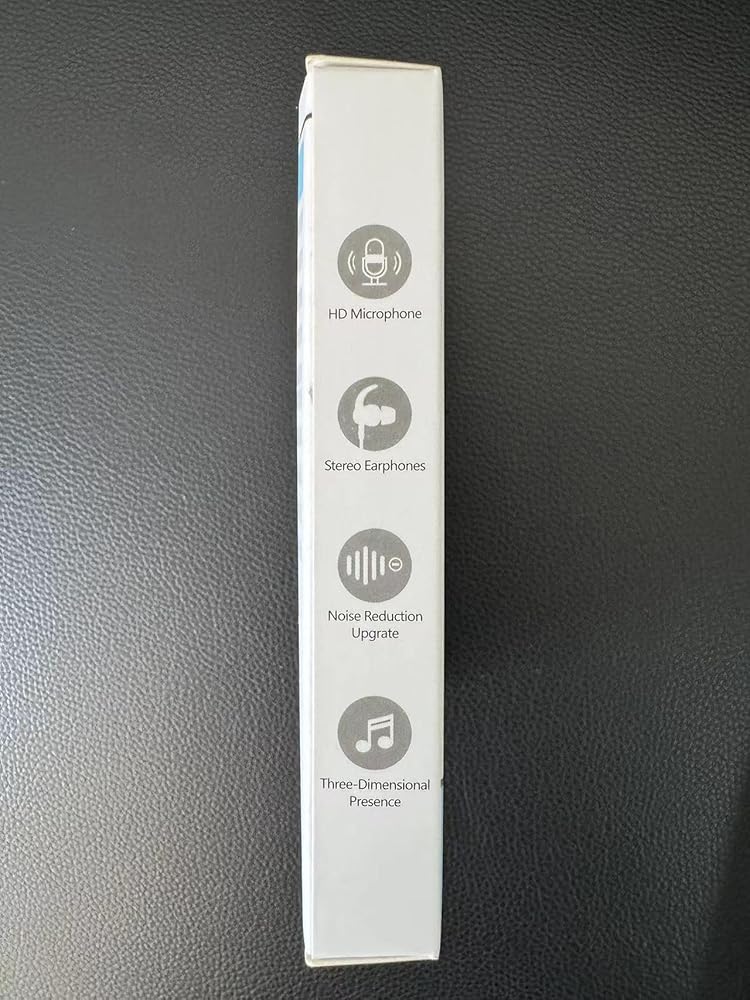 HD Microphone
Stereo Earphones
Noise Reduction
Upgrate
Three-Dimensional
Presence